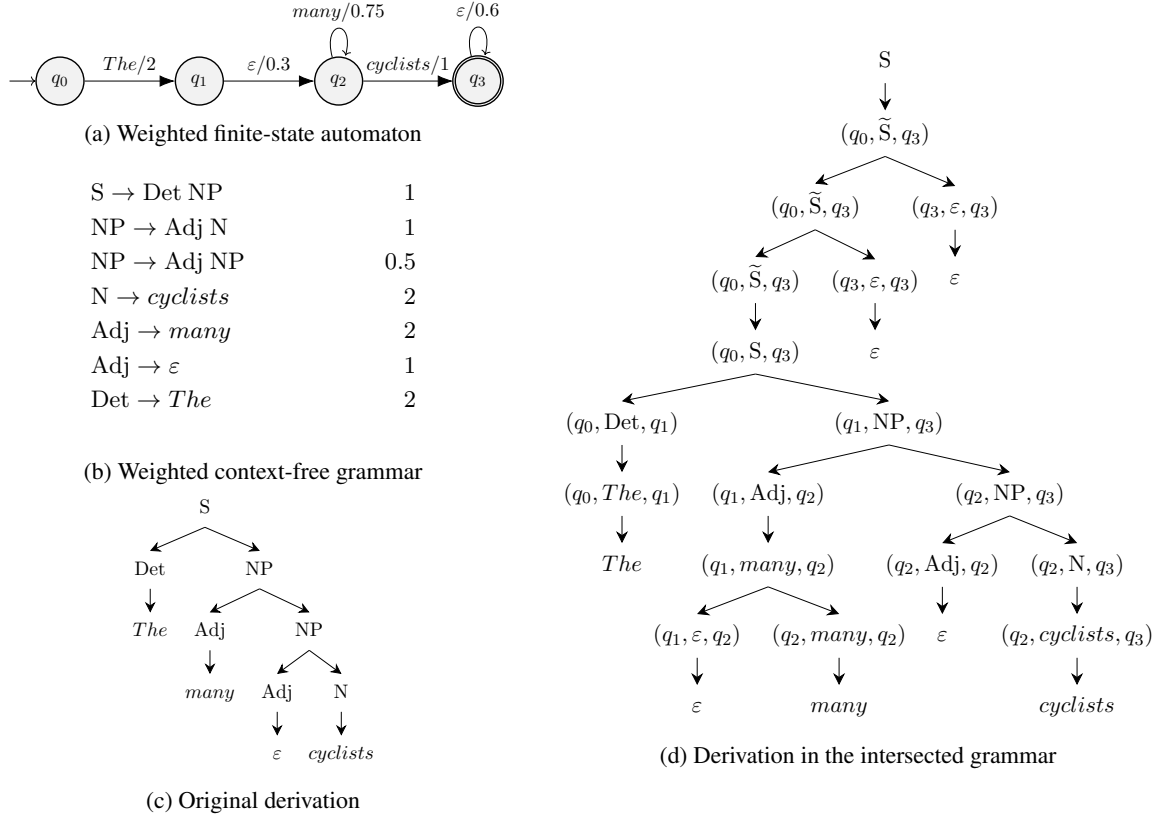 many/0.75 ε/0.6
The/2 ε/0.3 cyclists/1
q₀ q₁ q₂ q₃
(a) Weighted finite-state automaton
S → Det NP 1
NP → Adj N 1
NP → Adj NP 0.5
N → cyclists 2
Adj → many 2
Adj → ε 1
Det → The 2
(b) Weighted context-free grammar
S
Det NP
The Adj NP
many Adj N
ε cyclists
(c) Original derivation
S
(q₀, S̃, q₃)
(q₀, S̃, q₃) (q₃, ε, q₃)
(q₀, S̃, q₃) (q₃, ε, q₃) ε
(q₀, S, q₃) ε
(q₀, Det, q₁) (q₁, NP, q₃)
(q₀, The, q₁) (q₁, Adj, q₂) (q₂, NP, q₃)
The (q₁, many, q₂) (q₂, Adj, q₂) (q₂, N, q₃)
(q₁, ε, q₂) (q₂, many, q₂) ε (q₂, cyclists, q₃)
ε many cyclists
(d) Derivation in the intersected grammar